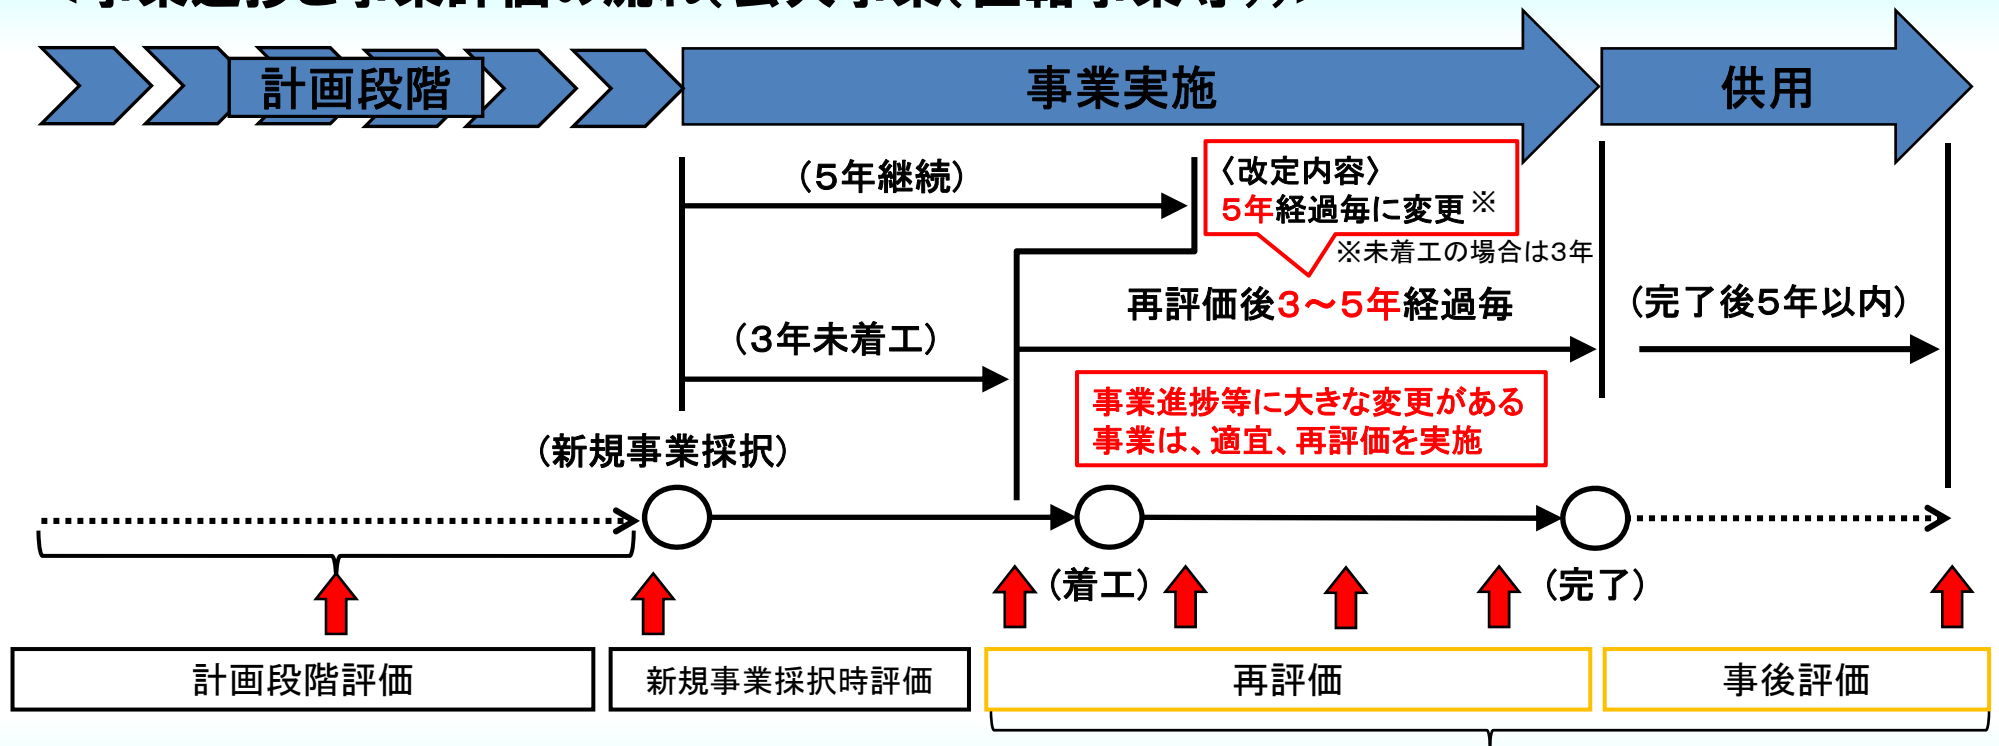 計画段階
事業実施
供用
（５年継続）
〈改定内容〉
５年経過毎に変更※
※未着工の場合は３年
再評価後３～５年経過毎
（完了後５年以内）
（３年未着工）
事業進捗等に大きな変更がある
事業は、適宜、再評価を実施
（新規事業採択）
（着工）
（完了）
計画段階評価
新規事業採択時評価
再評価
事後評価